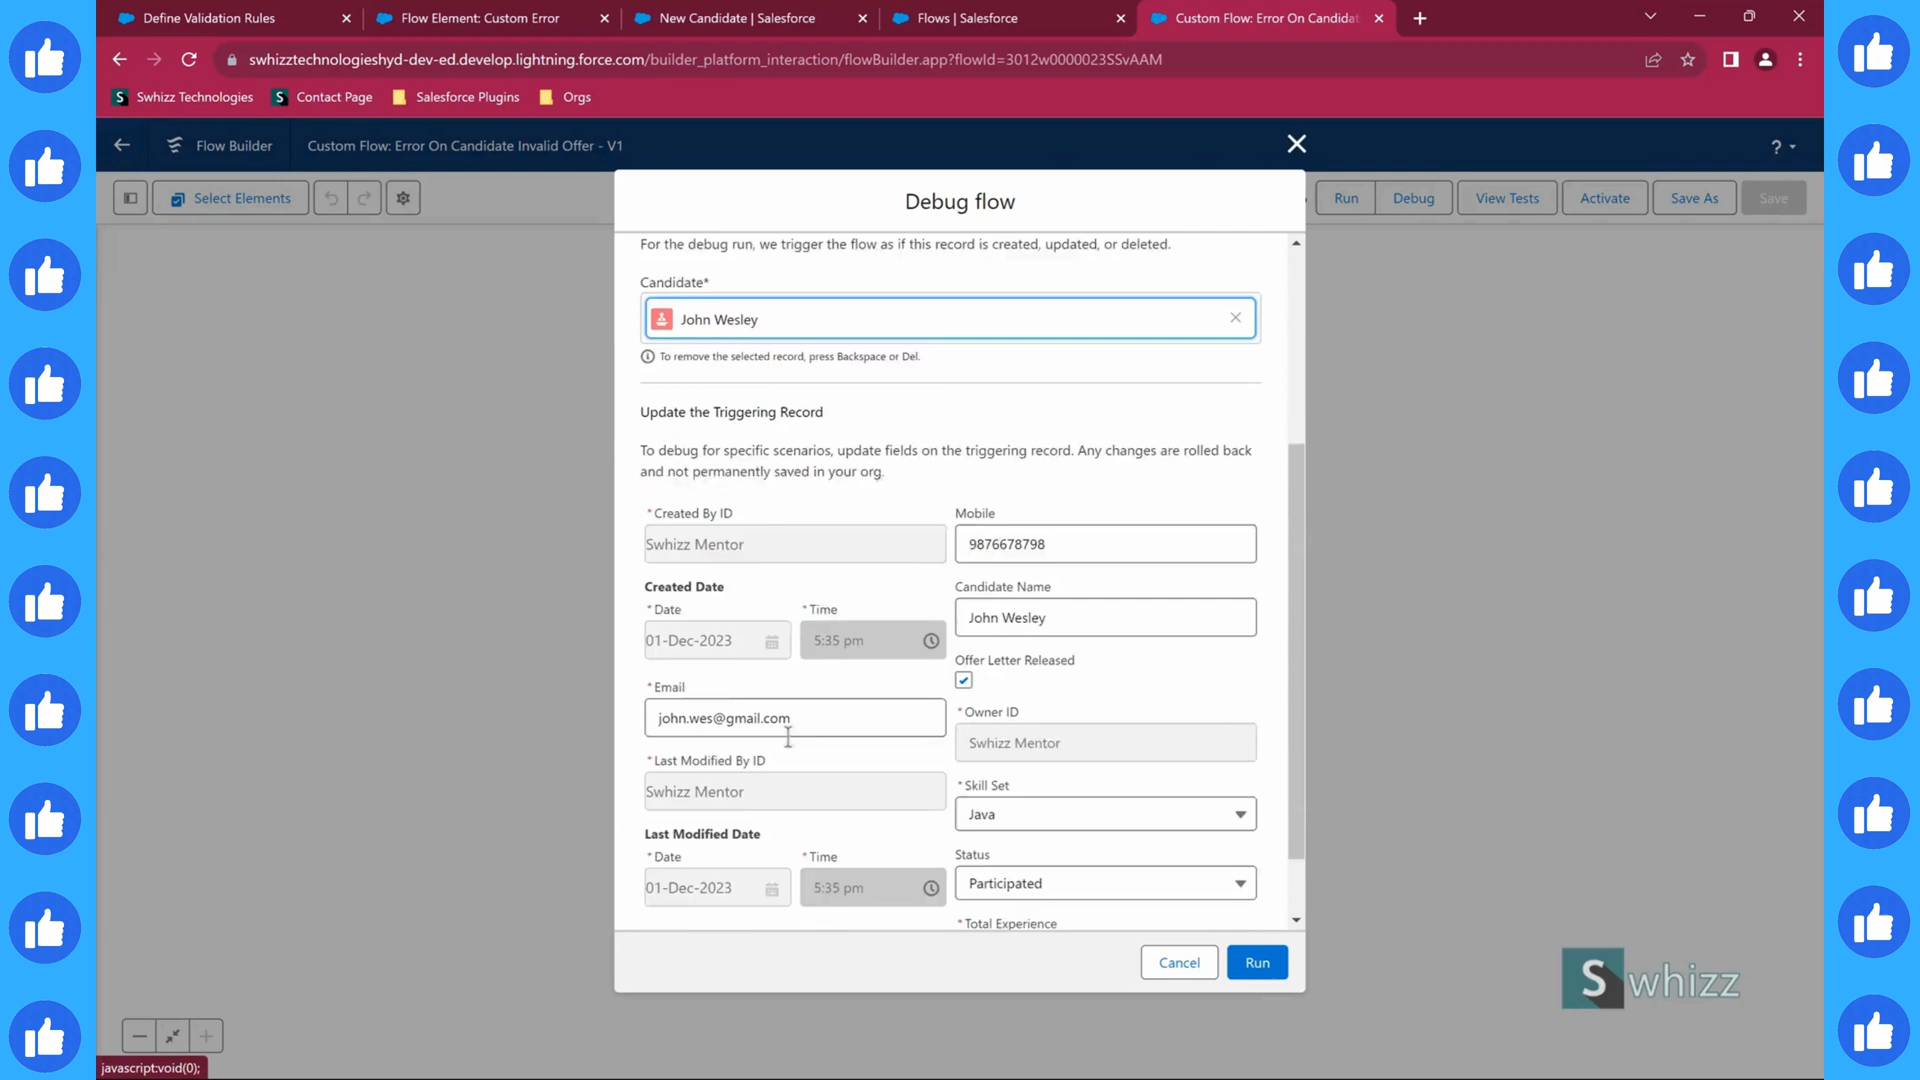 Define Validation Rules
Flow Element: Custom Error
New Candidate | Salesforce
Flows | Salesforce
Custom Flow: Error On Candidat
swhizztechnologieshyd-dev-ed.develop.lightning.force.com/builder_platform_interaction/flowBuilder.app?flowId=3012w0000023SSvAAM
S Swhizz Technologies
S Contact Page
Salesforce Plugins
Orgs
Flow Builder
Custom Flow: Error On Candidate Invalid Offer - V1
?
Select Elements
Run
Debug
View Tests
Activate
Save As
Save
Debug flow
For the debug run, we trigger the flow as if this record is created, updated, or deleted.
Candidate*
John Wesley
To remove the selected record, press Backspace or Del.
Update the Triggering Record
To debug for specific scenarios, update fields on the triggering record. Any changes are rolled back
and not permanently saved in your org.
*Created By ID
Swhizz Mentor
Created Date
*Date
*Time
01-Dec-2023
5:35 pm
*Email
john.wes@gmail.com
*Last Modified By ID
Swhizz Mentor
Last Modified Date
*Date
*Time
01-Dec-2023
5:35 pm
Mobile
9876678798
Candidate Name
John Wesley
Offer Letter Released
*Owner ID
Swhizz Mentor
*Skill Set
Java
Status
Participated
*Total Experience
Cancel
Run
Swhizz
javascript:void(0);